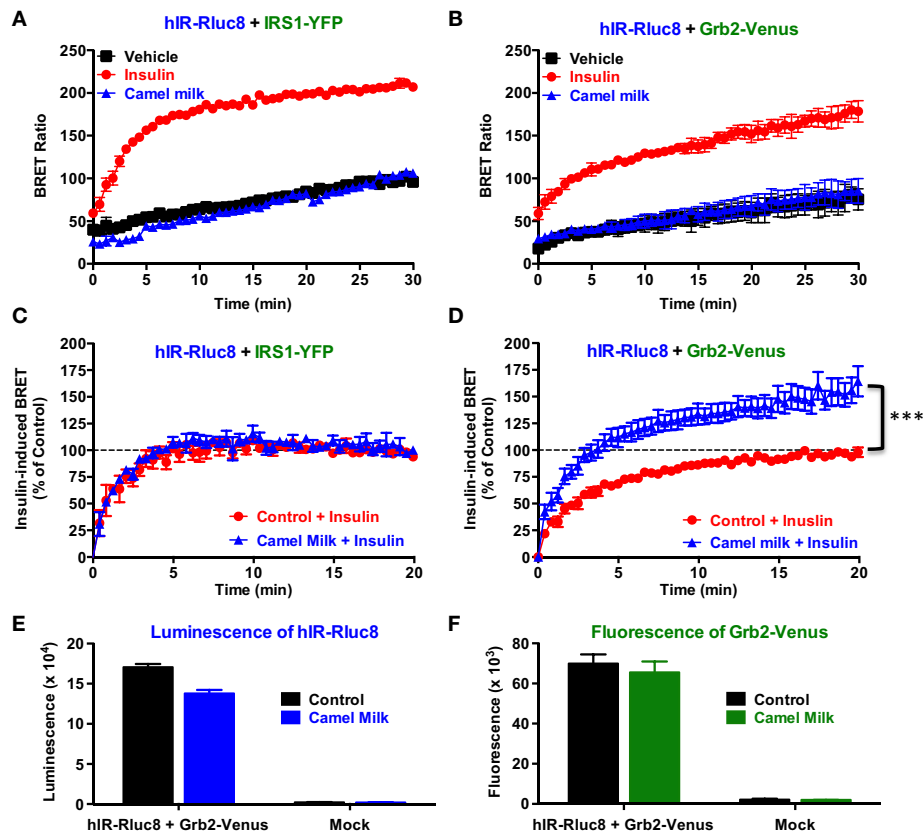 A
hIR-Rluc8 + IRS1-YFP
BRET Ratio
250
200
150
100
50
0
Vehicle
Insulin
Camel milk
0 5 10 15 20 25 30
Time (min)
B
hIR-Rluc8 + Grb2-Venus
BRET Ratio
250
200
150
100
50
0
Vehicle
Insulin
Camel milk
0 5 10 15 20 25 30
Time (min)
C
hIR-Rluc8 + IRS1-YFP
Insulin-induced BRET
(% of Control)
200
175
150
125
100
75
50
25
0
Control + Insulin
Camel Milk + Insulin
0 5 10 15 20
Time (min)
D
hIR-Rluc8 + Grb2-Venus
Insulin-induced BRET
(% of Control)
200
175
150
125
100
75
50
25
0
***
Control + Inuslin
Camel milk + Insulin
0 5 10 15 20
Time (min)
E
Luminescence of hIR-Rluc8
Luminescence (x 10⁴)
20
15
10
5
0
Control
Camel Milk
hIR-Rluc8 + Grb2-Venus Mock
F
Fluorescence of Grb2-Venus
Fluorescence (x 10³)
80
60
40
20
0
Control
Camel Milk
hIR-Rluc8 + Grb2-Venus Mock